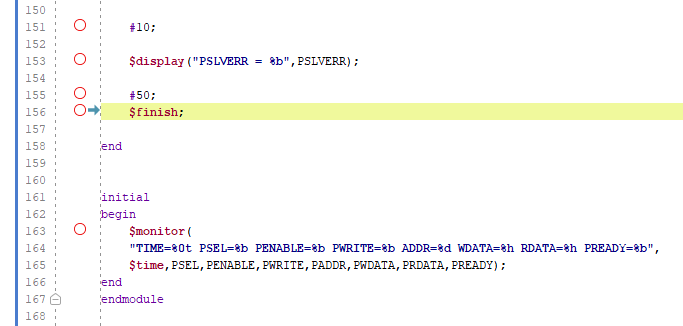 150
151 #10;
152
153 $display("PSLVERR = %b",PSLVERR);
154
155 #50;
156 $finish;
157
158 end
159
160
161 initial
162 begin
163 $monitor(
164 "TIME=%0t PSEL=%b PENABLE=%b PWRITE=%b ADDR=%d WDATA=%h RDATA=%h PREADY=%b",
165 $time,PSEL,PENABLE,PWRITE,PADDR,PWDATA,PRDATA,PREADY);
166 end
167 endmodule
168